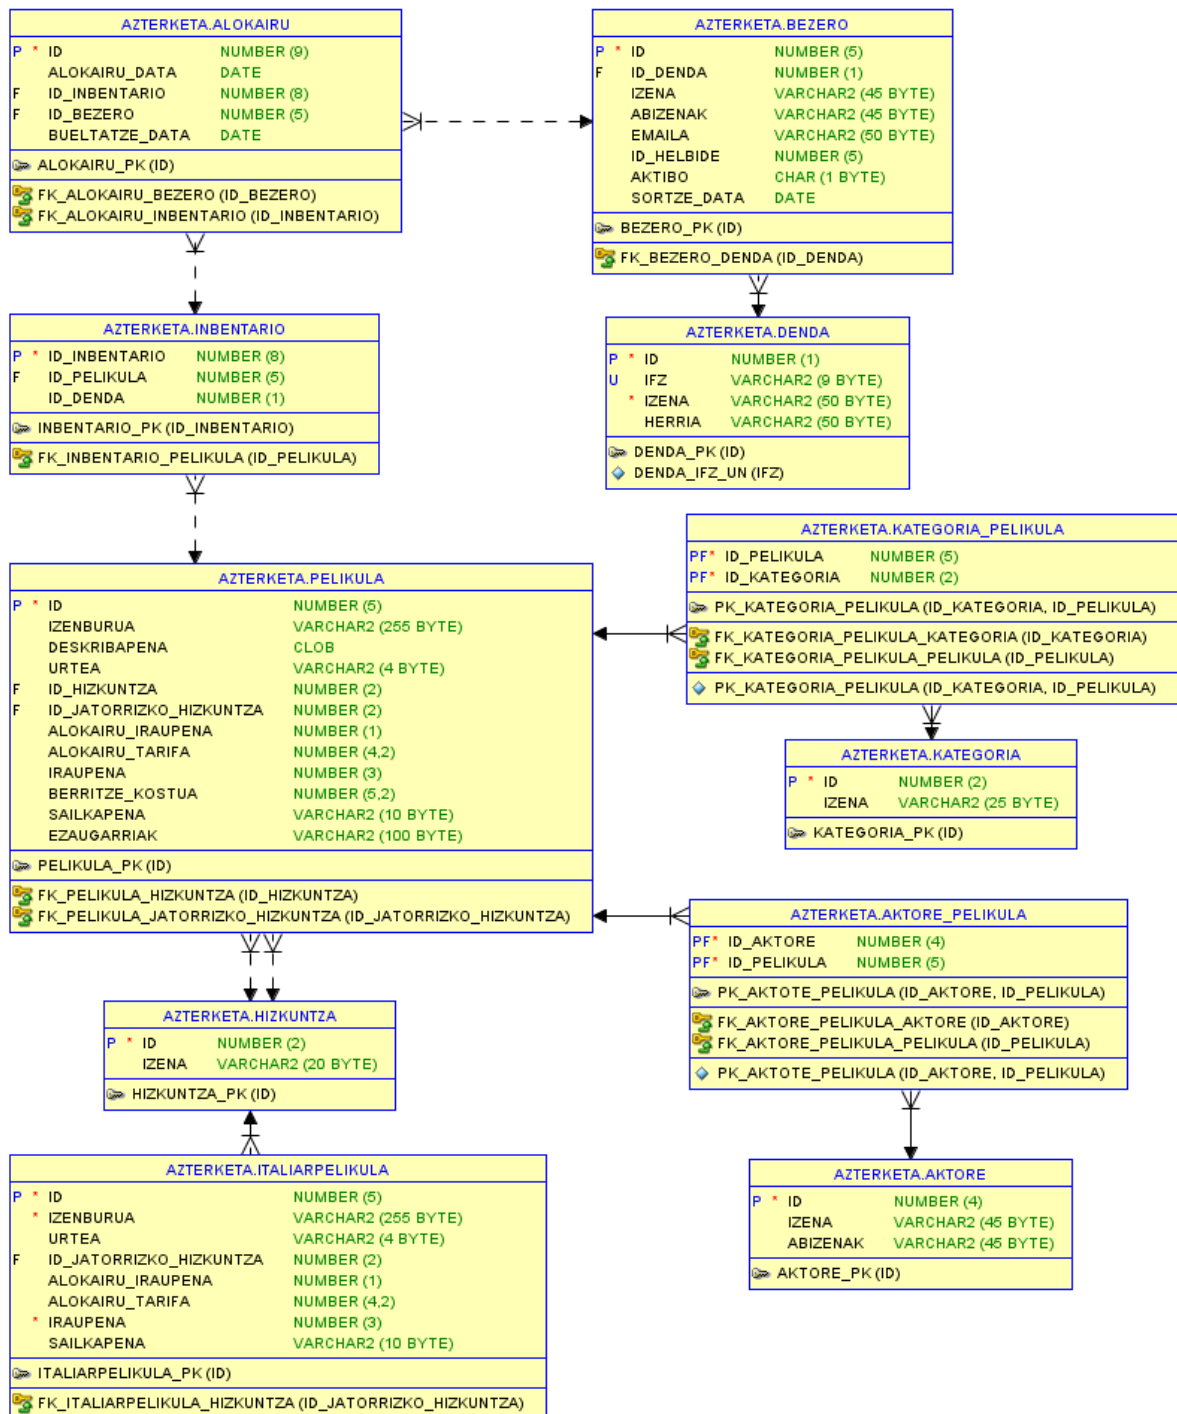 AZTERKETA.ALOKAIRU
P * ID NUMBER (9)
ALOKAIRU_DATA DATE
F ID_INBENTARIO NUMBER (8)
F ID_BEZERO NUMBER (5)
BUELTATZE_DATA DATE
ALOKAIRU_PK (ID)
FK_ALOKAIRU_BEZERO (ID_BEZERO)
FK_ALOKAIRU_INBENTARIO (ID_INBENTARIO)
AZTERKETA.BEZERO
P * ID NUMBER (5)
F ID_DENDA NUMBER (1)
IZENA VARCHAR2 (45 BYTE)
ABIZENAK VARCHAR2 (45 BYTE)
EMAILA VARCHAR2 (50 BYTE)
ID_HELBIDE NUMBER (5)
AKTIBO CHAR (1 BYTE)
SORTZE_DATA DATE
BEZERO_PK (ID)
FK_BEZERO_DENDA (ID_DENDA)
AZTERKETA.INBENTARIO
P * ID_INBENTARIO NUMBER (8)
F ID_PELIKULA NUMBER (5)
ID_DENDA NUMBER (1)
INBENTARIO_PK (ID_INBENTARIO)
FK_INBENTARIO_PELIKULA (ID_PELIKULA)
AZTERKETA.DENDA
P * ID NUMBER (1)
U IFZ VARCHAR2 (9 BYTE)
* IZENA VARCHAR2 (50 BYTE)
HERRIA VARCHAR2 (50 BYTE)
DENDA_PK (ID)
DENDA_IFZ_UN (IFZ)
AZTERKETA.KATEGORIA_PELIKULA
PF* ID_PELIKULA NUMBER (5)
PF* ID_KATEGORIA NUMBER (2)
PK_KATEGORIA_PELIKULA (ID_KATEGORIA, ID_PELIKULA)
FK_KATEGORIA_PELIKULA_KATEGORIA (ID_KATEGORIA)
FK_KATEGORIA_PELIKULA_PELIKULA (ID_PELIKULA)
PK_KATEGORIA_PELIKULA (ID_KATEGORIA, ID_PELIKULA)
AZTERKETA.PELIKULA
P * ID NUMBER (5)
IZENBURUA VARCHAR2 (255 BYTE)
DESKRIBAPENA CLOB
URTEA VARCHAR2 (4 BYTE)
F ID_HIZKUNTZA NUMBER (2)
F ID_JATORRIZKO_HIZKUNTZA NUMBER (2)
ALOKAIRU_IRAUPENA NUMBER (1)
ALOKAIRU_TARIFA NUMBER (4,2)
IRAUPENA NUMBER (3)
BERRITZE_KOSTUA NUMBER (5,2)
SAILKAPENA VARCHAR2 (10 BYTE)
EZAUGARRIAK VARCHAR2 (100 BYTE)
PELIKULA_PK (ID)
FK_PELIKULA_HIZKUNTZA (ID_HIZKUNTZA)
FK_PELIKULA_JATORRIZKO_HIZKUNTZA (ID_JATORRIZKO_HIZKUNTZA)
AZTERKETA.KATEGORIA
P * ID NUMBER (2)
IZENA VARCHAR2 (25 BYTE)
KATEGORIA_PK (ID)
AZTERKETA.AKTORE_PELIKULA
PF* ID_AKTORE NUMBER (4)
PF* ID_PELIKULA NUMBER (5)
PK_AKTOTE_PELIKULA (ID_AKTORE, ID_PELIKULA)
FK_AKTORE_PELIKULA_AKTORE (ID_AKTORE)
FK_AKTORE_PELIKULA_PELIKULA (ID_PELIKULA)
PK_AKTOTE_PELIKULA (ID_AKTORE, ID_PELIKULA)
AZTERKETA.HIZKUNTZA
P * ID NUMBER (2)
IZENA VARCHAR2 (20 BYTE)
HIZKUNTZA_PK (ID)
AZTERKETA.ITALIARPELIKULA
P * ID NUMBER (5)
* IZENBURUA VARCHAR2 (255 BYTE)
URTEA VARCHAR2 (4 BYTE)
F ID_JATORRIZKO_HIZKUNTZA NUMBER (2)
ALOKAIRU_IRAUPENA NUMBER (1)
ALOKAIRU_TARIFA NUMBER (4,2)
* IRAUPENA NUMBER (3)
SAILKAPENA VARCHAR2 (10 BYTE)
ITALIARPELIKULA_PK (ID)
FK_ITALIARPELIKULA_HIZKUNTZA (ID_JATORRIZKO_HIZKUNTZA)
AZTERKETA.AKTORE
P * ID NUMBER (4)
IZENA VARCHAR2 (45 BYTE)
ABIZENAK VARCHAR2 (45 BYTE)
AKTORE_PK (ID)